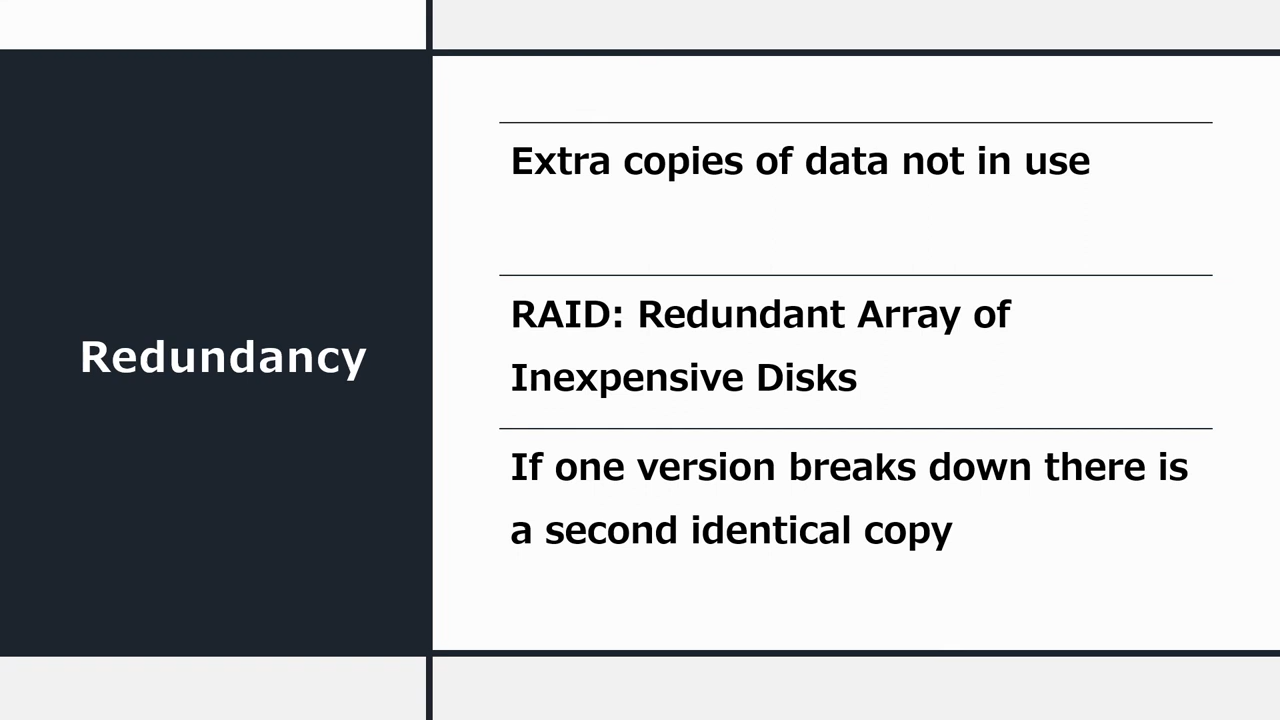 Redundancy
Extra copies of data not in use
RAID: Redundant Array of
Inexpensive Disks
If one version breaks down there is
a second identical copy